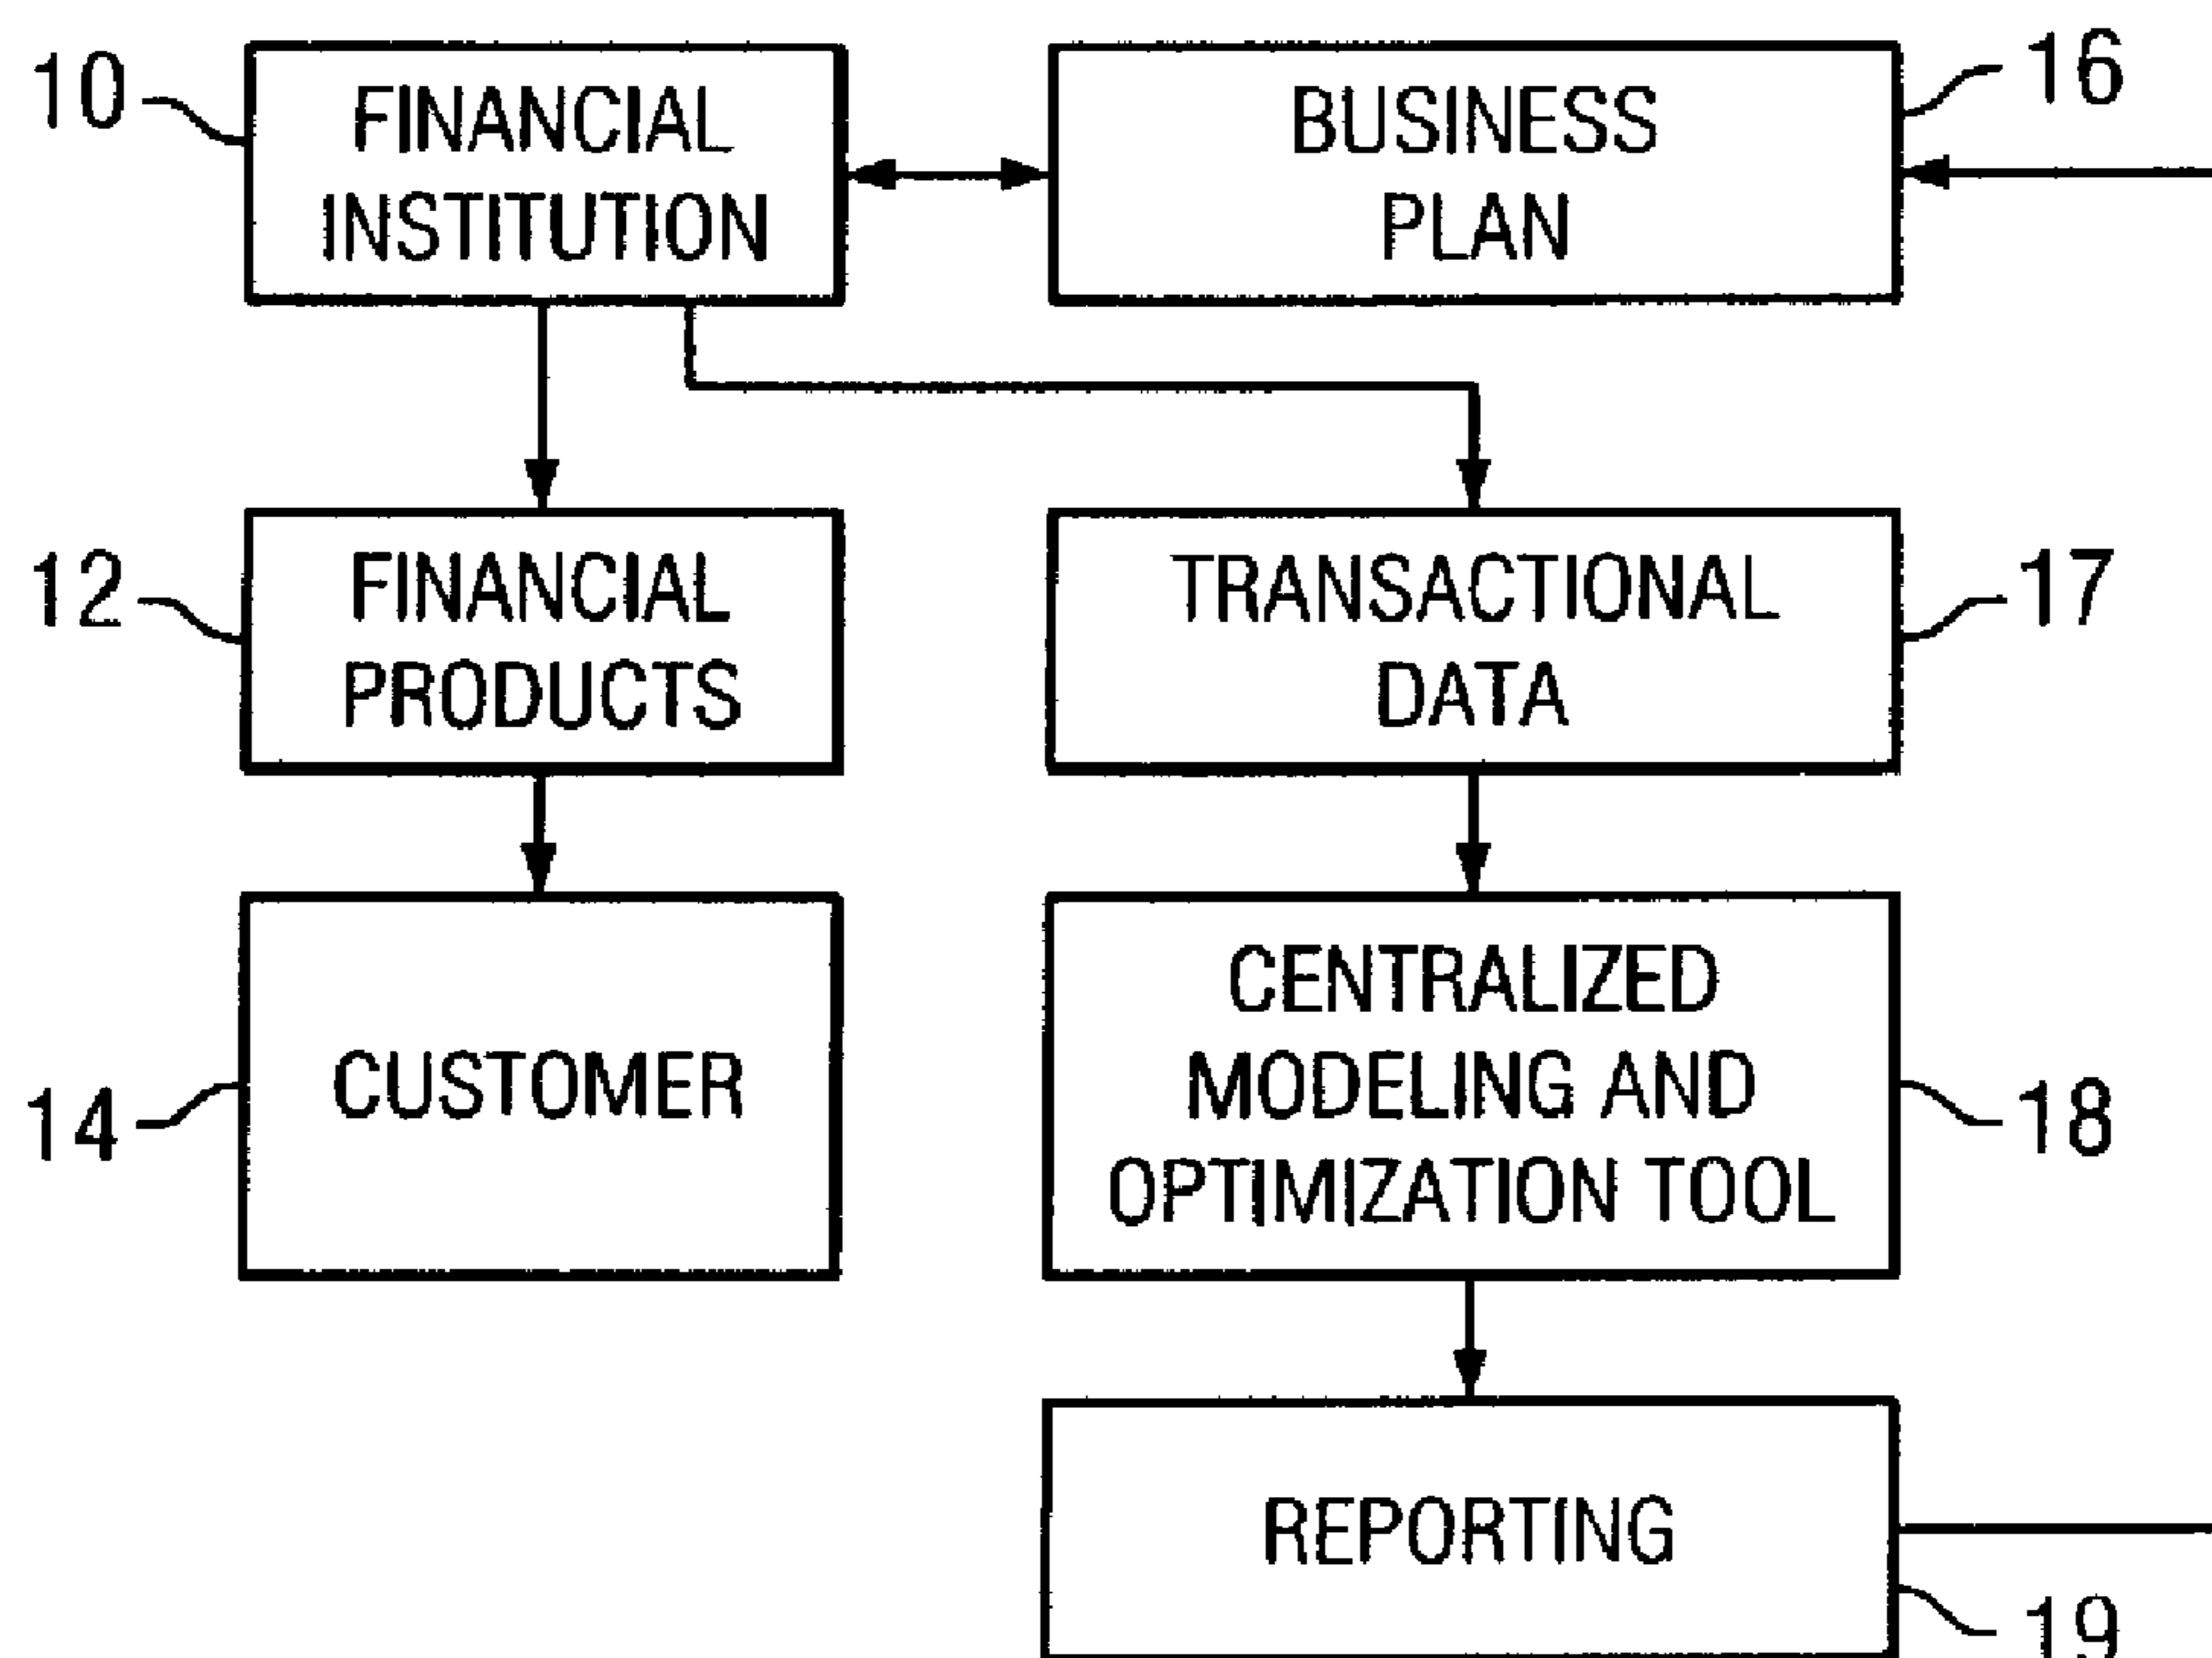 10
FINANCIAL
INSTITUTION
BUSINESS
PLAN
16
12
FINANCIAL
PRODUCTS
TRANSACTIONAL
DATA
17
14
CUSTOMER
CENTRALIZED
MODELING AND
OPTIMIZATION TOOL
18
REPORTING
19